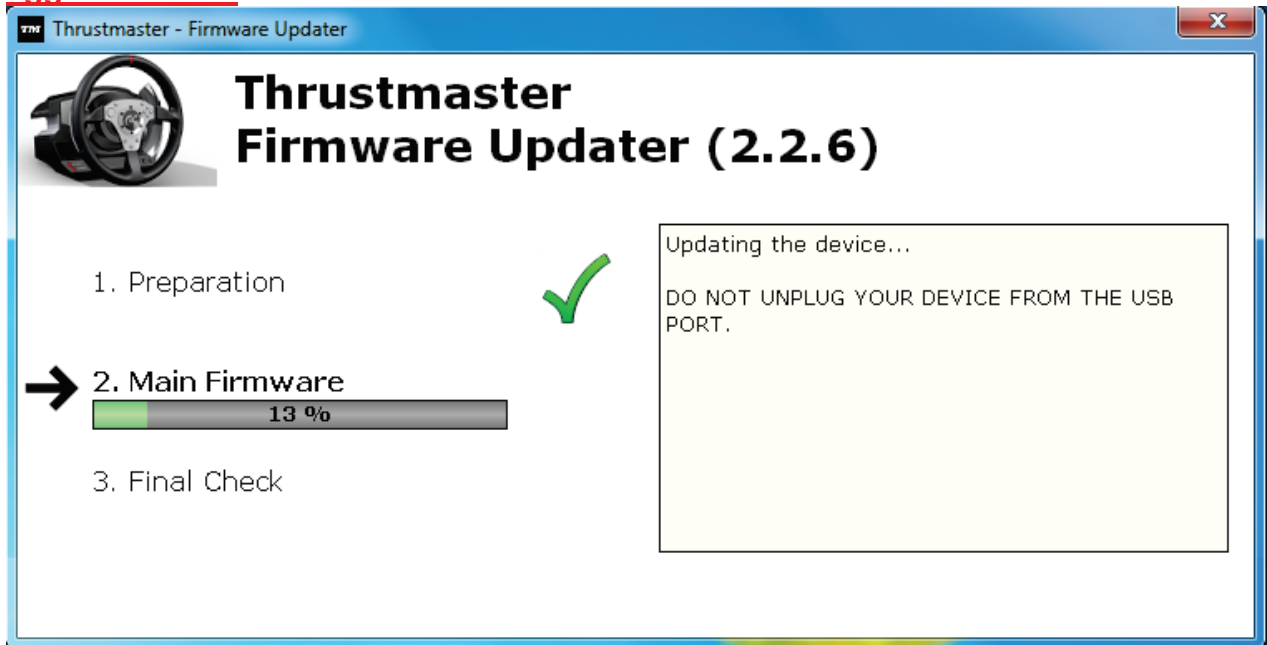 Thrustmaster - Firmware Updater
Thrustmaster
Firmware Updater (2.2.6)
1. Preparation
2. Main Firmware
13 %
3. Final Check
Updating the device...
DO NOT UNPLUG YOUR DEVICE FROM THE USB
PORT.